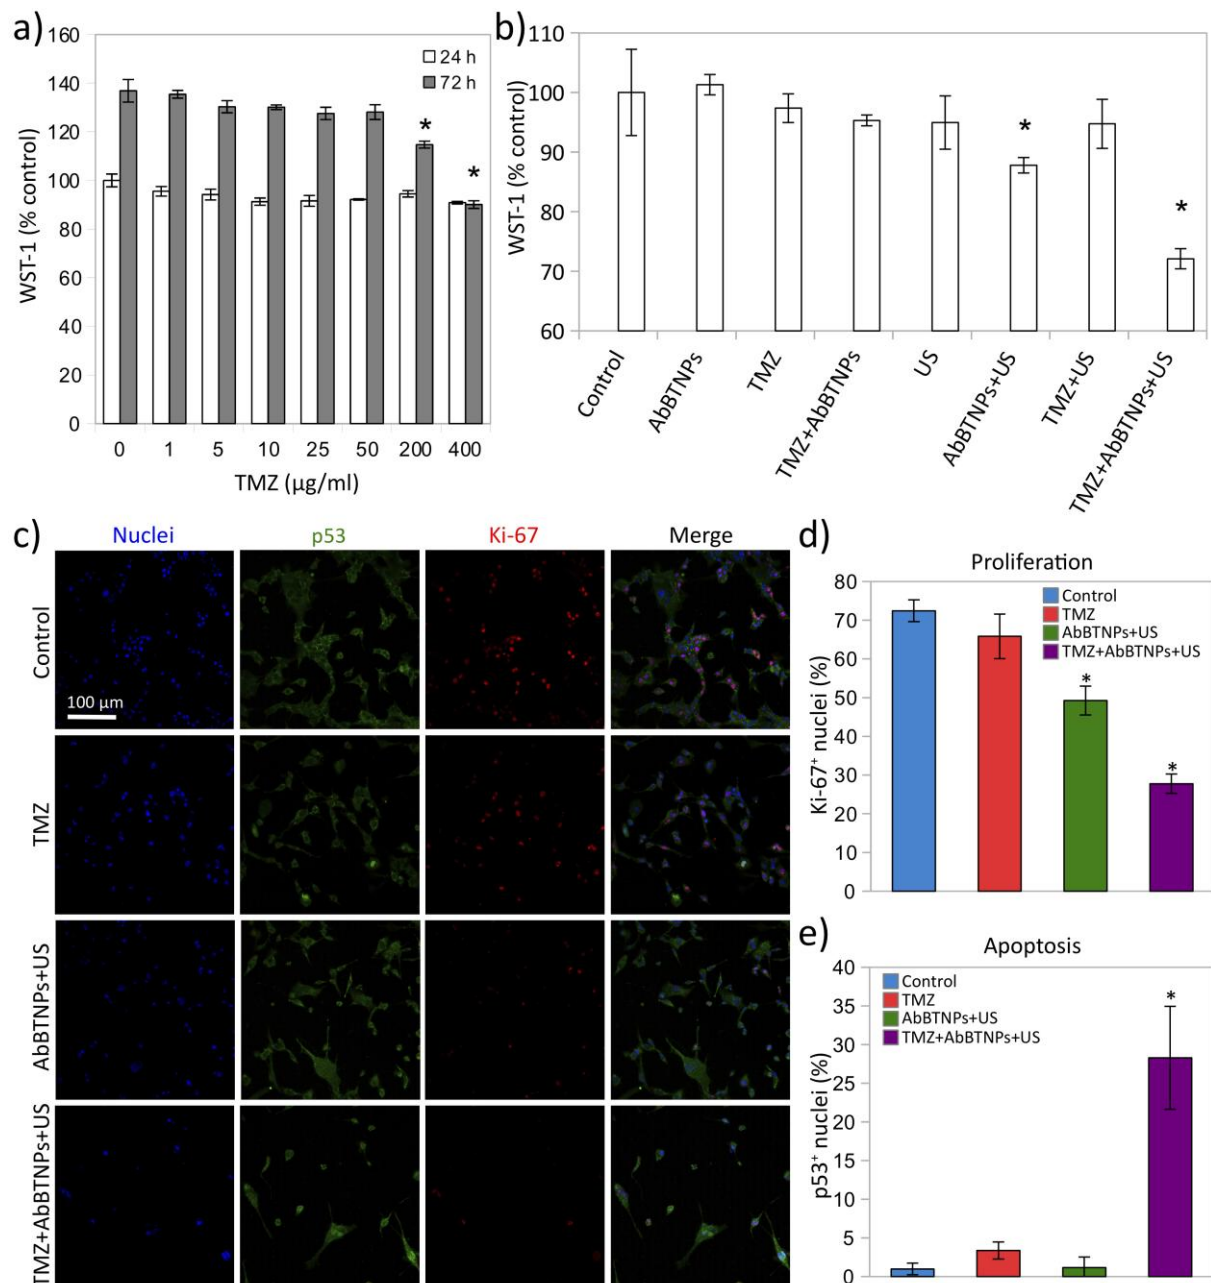 a)
160
140
120
100
80
60
40
20
0
WST-1 (% control)
24 h
72 h
*
*
0 1 5 10 25 50 200 400
TMZ (µg/ml)
b)
110
100
90
80
70
60
WST-1 (% control)
*
*
Control
AbBTNPs
TMZ
TMZ+AbBTNPs
US
AbBTNPs+US
TMZ+US
TMZ+AbBTNPs+US
c)
Nuclei p53 Ki-67 Merge
Control
100 µm
TMZ
AbBTNPs+US
TMZ+AbBTNPs+US
d)
Proliferation
80
70
60
50
40
30
20
10
0
Ki-67⁺ nuclei (%)
Control
TMZ
AbBTNPs+US
TMZ+AbBTNPs+US
*
*
e)
Apoptosis
40
35
30
25
20
15
10
5
0
p53⁺ nuclei (%)
Control
TMZ
AbBTNPs+US
TMZ+AbBTNPs+US
*